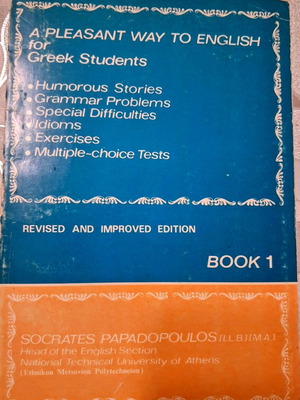 A PLEASANT WAY TO ENGLISH
for
Greek Students
• Humorous Stories
• Grammar Problems
• Special Difficulties
• Idioms
• Exercises
• Multiple-choice Tests
REVISED AND IMPROVED EDITION
BOOK 1
SOCRATES PAPADOPOULOS [LL.B.] [M.A.]
Head of the English Section
National Technical University of Athens
(Ethnikon Metsovion Polytechneion)